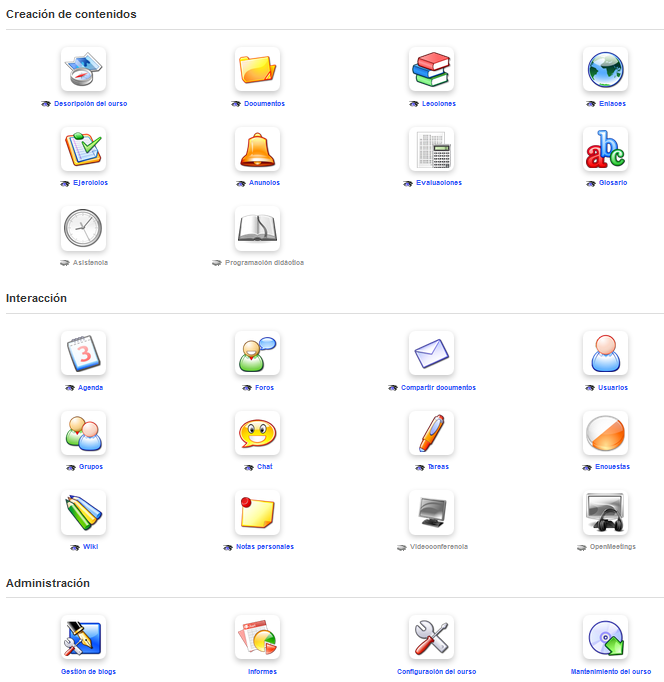 Creación de contenidos
Descripción del curso
Documentos
Lecciones
Enlaces
Ejercicios
Anuncios
Evaluaciones
abc
Glosario
Asistencia
Programación didáctica
Interacción
3
Agenda
Foros
Compartir documentos
Usuarios
Grupos
Chat
Tareas
Encuestas
Wiki
Notas personales
Videoconferencia
OpenMeetings
Administración
Gestión de blogs
Informes
Configuración del curso
Mantenimiento del curso